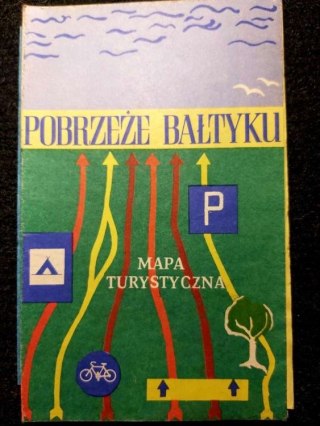 POBRZEŻE BAŁTYKU
P
MAPA
TURYSTYCZNA